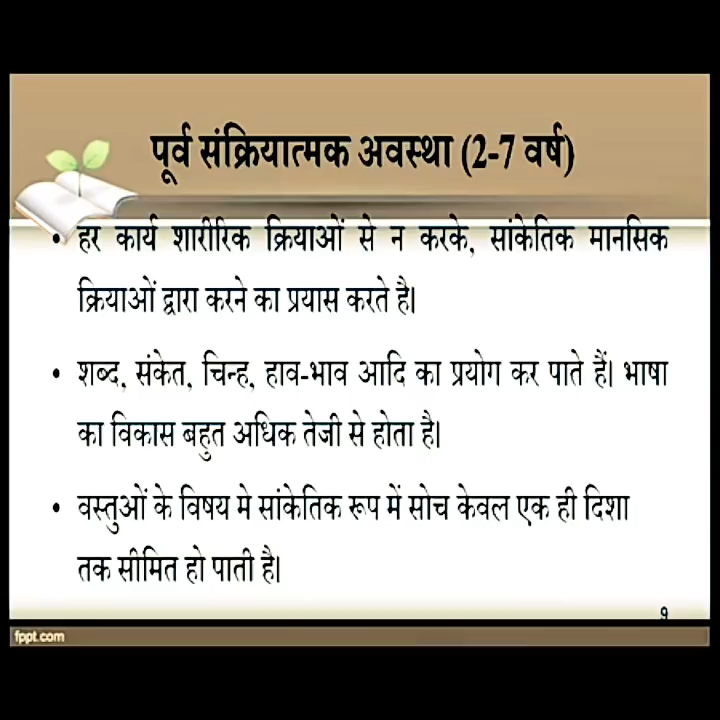 पूर्व संक्रियात्मक अवस्था (2-7 वर्ष)
• हर कार्य शारीरिक क्रियाओं से न करके, सांकेतिक मानसिक
क्रियाओं द्वारा करने का प्रयास करते है।
• शब्द, संकेत, चिन्ह, हाव-भाव आदि का प्रयोग कर पाते हैं। भाषा
का विकास बहुत अधिक तेजी से होता है।
• वस्तुओं के विषय मे सांकेतिक रूप में सोच केवल एक ही दिशा
तक सीमित हो पाती है।
9
fppt.com